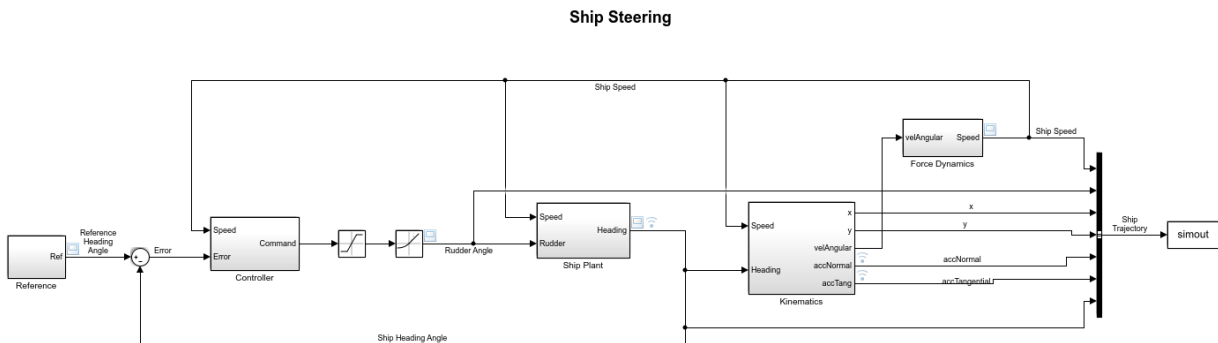 Ship Steering
Ship Speed
velAngular
Speed
Force Dynamics
Ship Speed
Reference
Heading
Angle
Ref
Reference
+
−
Error
Speed
Error
Command
Controller
Rudder Angle
Speed
Rudder
Heading
Ship Plant
Speed
Heading
x
y
velAngular
accNormal
accTang
Kinematics
x
y
accNormal
accTangential
Ship
Trajectory
simout
Ship Heading Angle